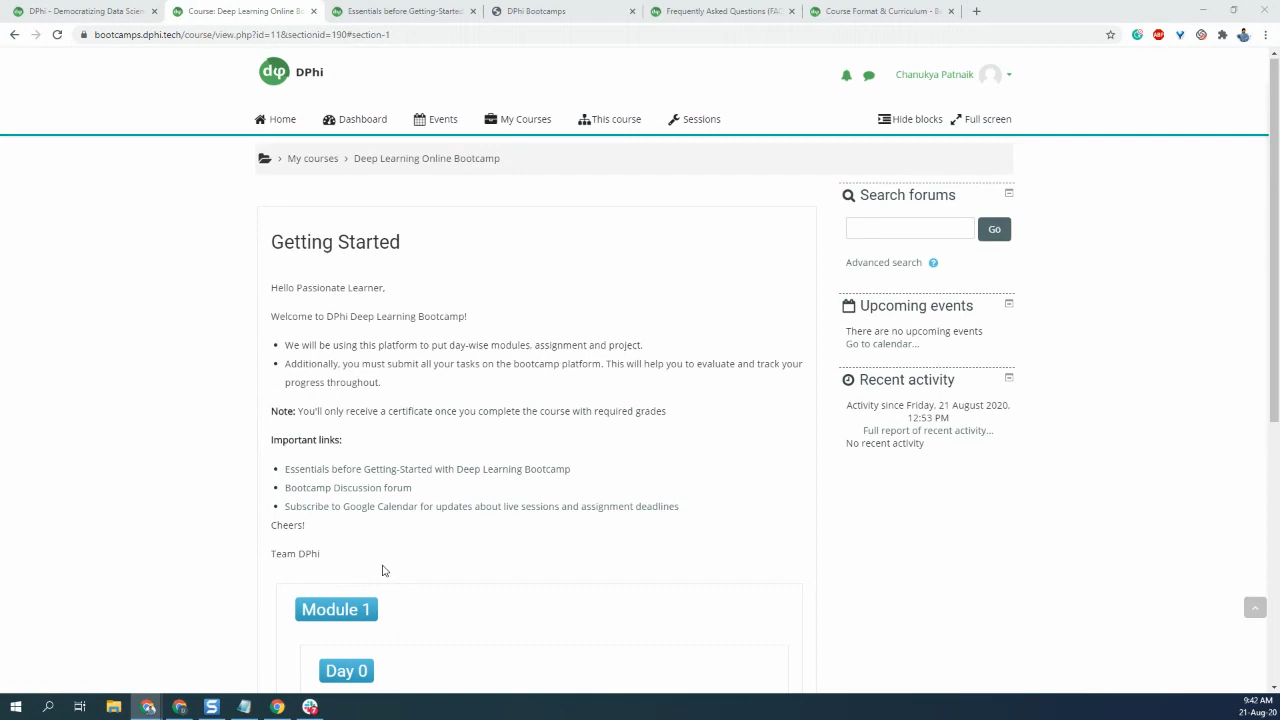 DPhi - Democratizing Data Scien
Course: Deep Learning Online Bo
Essentials before Getting-Started
DPhi Bootcamps
Frequently Asked Questions (FA
Course Format & Curriculum - B
bootcamps.dphi.tech/course/view.php?id=11&sectionid=190#section-1
dφ DPhi
Chanukya Patnaik
Home Dashboard Events My Courses This course Sessions Hide blocks Full screen
My courses › Deep Learning Online Bootcamp
Getting Started
Hello Passionate Learner,
Welcome to DPhi Deep Learning Bootcamp!
• We will be using this platform to put day-wise modules, assignment and project.
• Additionally, you must submit all your tasks on the bootcamp platform. This will help you to evaluate and track your
progress throughout.
Note: You'll only receive a certificate once you complete the course with required grades
Important links:
• Essentials before Getting-Started with Deep Learning Bootcamp
• Bootcamp Discussion forum
• Subscribe to Google Calendar for updates about live sessions and assignment deadlines
Cheers!
Team DPhi
Module 1
Day 0
Search forums
Go
Advanced search
Upcoming events
There are no upcoming events
Go to calendar...
Recent activity
Activity since Friday, 21 August 2020,
12:53 PM
Full report of recent activity...
No recent activity
9:42 AM
21-Aug-20